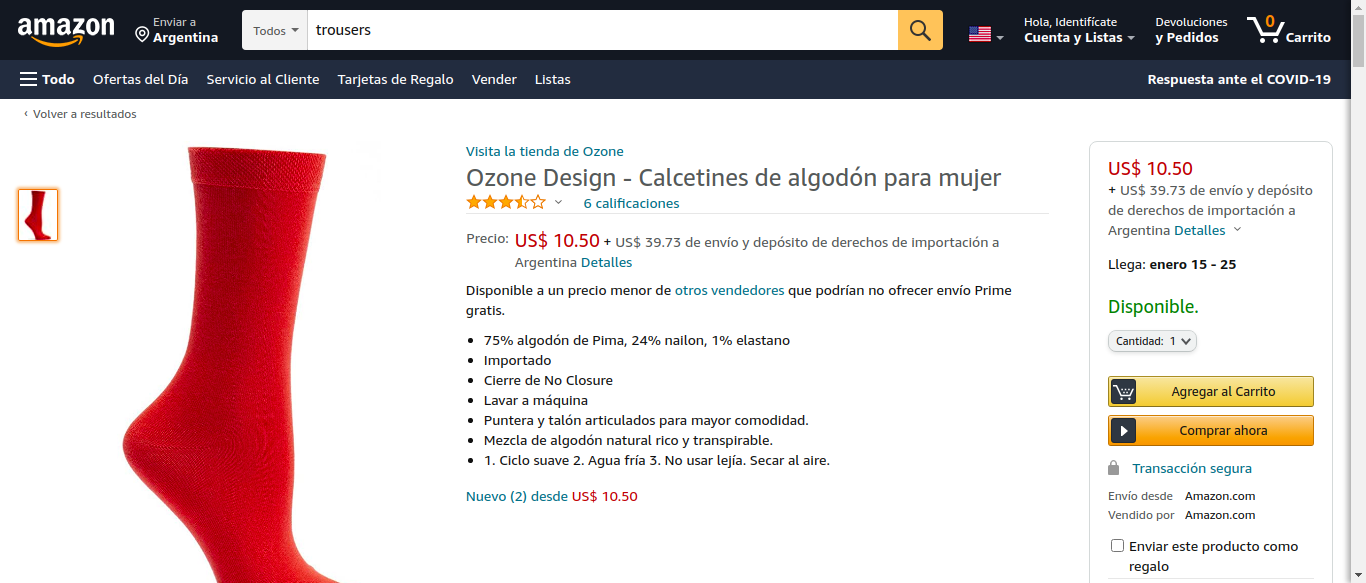 amazon
Enviar a
Argentina
Todos
trousers
Hola, Identifícate
Cuenta y Listas
Devoluciones
y Pedidos
0
Carrito
Todo
Ofertas del Día
Servicio al Cliente
Tarjetas de Regalo
Vender
Listas
Respuesta ante el COVID-19
‹ Volver a resultados
Visita la tienda de Ozone
Ozone Design - Calcetines de algodón para mujer
6 calificaciones
Precio: US$ 10.50 + US$ 39.73 de envío y depósito de derechos de importación a
Argentina Detalles
Disponible a un precio menor de otros vendedores que podrían no ofrecer envío Prime
gratis.
• 75% algodón de Pima, 24% nailon, 1% elastano
• Importado
• Cierre de No Closure
• Lavar a máquina
• Puntera y talón articulados para mayor comodidad.
• Mezcla de algodón natural rico y transpirable.
• 1. Ciclo suave 2. Agua fría 3. No usar lejía. Secar al aire.
Nuevo (2) desde US$ 10.50
US$ 10.50
+ US$ 39.73 de envío y depósito
de derechos de importación a
Argentina Detalles
Llega: enero 15 - 25
Disponible.
Cantidad: 1
Agregar al Carrito
Comprar ahora
Transacción segura
Envío desde Amazon.com
Vendido por Amazon.com
Enviar este producto como
regalo